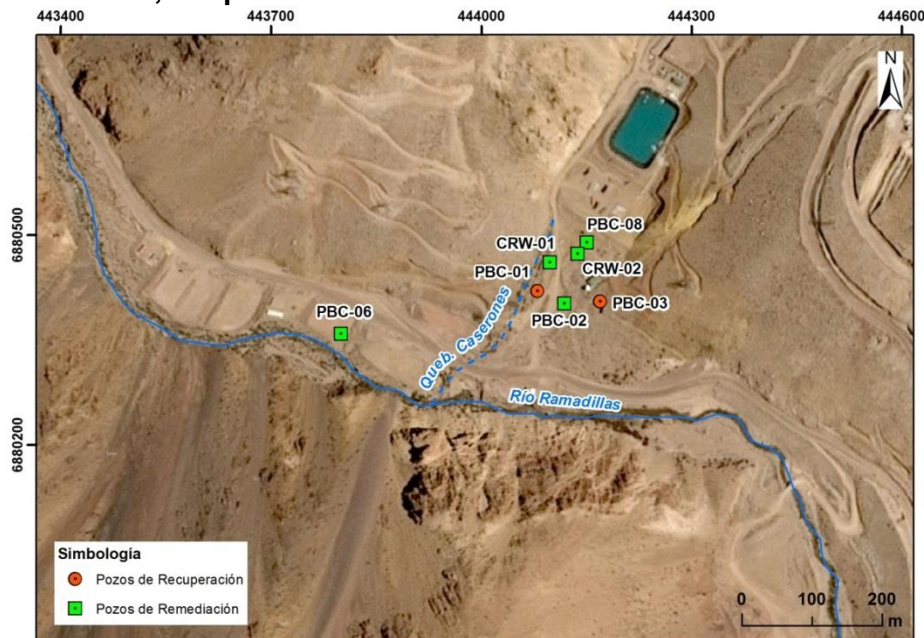 443400 443700 444000 444300 444600
N
6880500
6880200
PBC-08
CRW-01
CRW-02
PBC-01
PBC-03
PBC-02
PBC-06
Queb. Caserones
Río Ramadillas
Simbología
Pozos de Recuperación
Pozos de Remediación
0 100 200
m